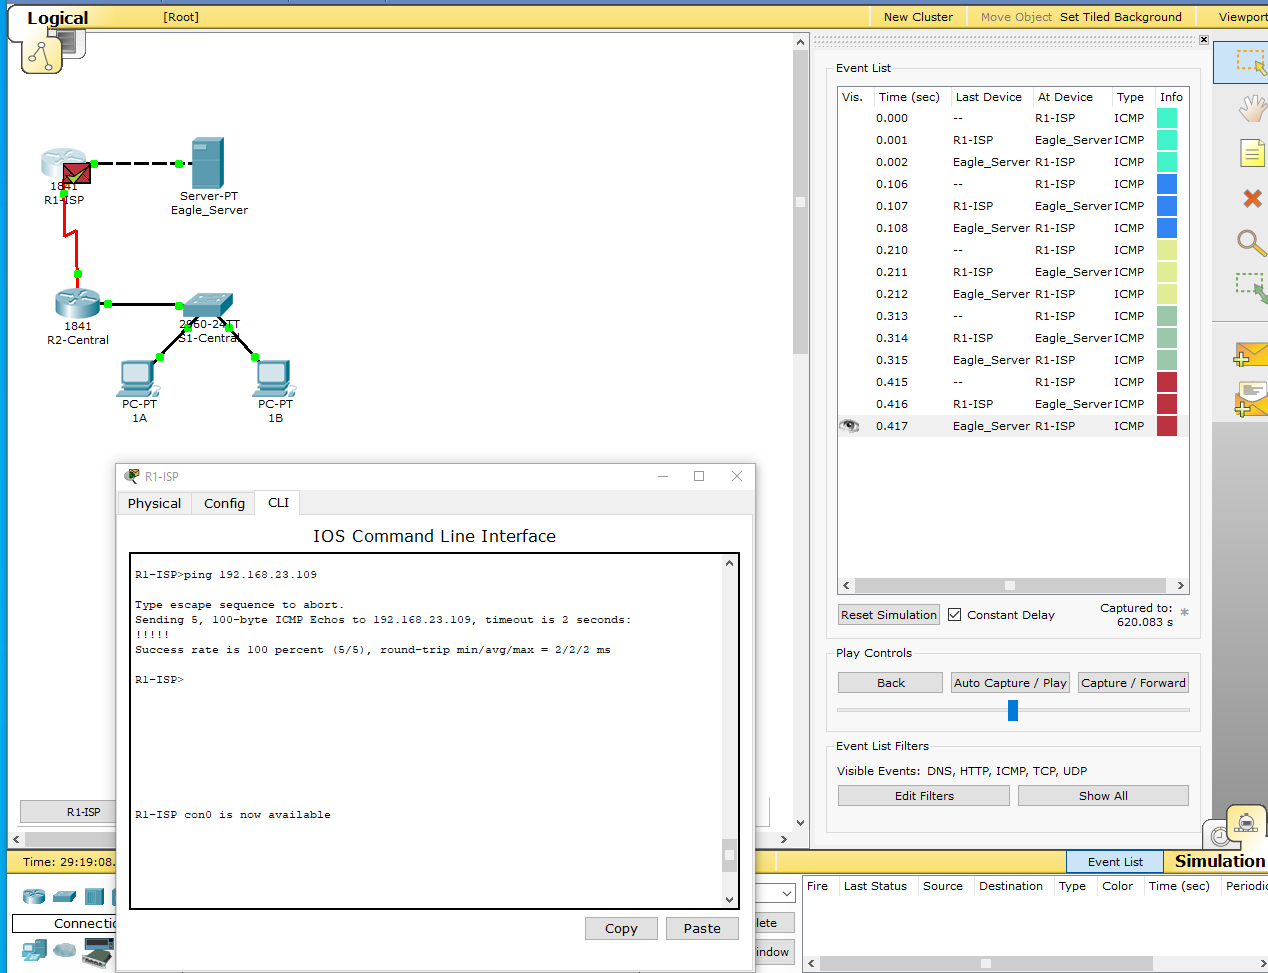 Logical
[Root]
New Cluster
Move Object
Set Tiled Background
Viewport
1841
R1-ISP
Server-PT
Eagle_Server
1841
R2-Central
2960-24TT
S1-Central
PC-PT
1A
PC-PT
1B
Event List
Vis. Time (sec) Last Device At Device Type Info
0.000 -- R1-ISP ICMP
0.001 R1-ISP Eagle_Server ICMP
0.002 Eagle_Server R1-ISP ICMP
0.106 -- R1-ISP ICMP
0.107 R1-ISP Eagle_Server ICMP
0.108 Eagle_Server R1-ISP ICMP
0.210 -- R1-ISP ICMP
0.211 R1-ISP Eagle_Server ICMP
0.212 Eagle_Server R1-ISP ICMP
0.313 -- R1-ISP ICMP
0.314 R1-ISP Eagle_Server ICMP
0.315 Eagle_Server R1-ISP ICMP
0.415 -- R1-ISP ICMP
0.416 R1-ISP Eagle_Server ICMP
0.417 Eagle_Server R1-ISP ICMP
Reset Simulation
Constant Delay
Captured to:
620.083 s
*
Play Controls
Back
Auto Capture / Play
Capture / Forward
Event List Filters
Visible Events: DNS, HTTP, ICMP, TCP, UDP
Edit Filters
Show All
R1-ISP
Physical
Config
CLI
IOS Command Line Interface
R1-ISP>ping 192.168.23.109
Type escape sequence to abort.
Sending 5, 100-byte ICMP Echos to 192.168.23.109, timeout is 2 seconds:
!!!!!
Success rate is 100 percent (5/5), round-trip min/avg/max = 2/2/2 ms
R1-ISP>
R1-ISP con0 is now available
Copy
Paste
R1-ISP
Time: 29:19:08.
Connectio
lete
indow
Event List
Simulation
Fire Last Status Source Destination Type Color Time (sec) Periodic